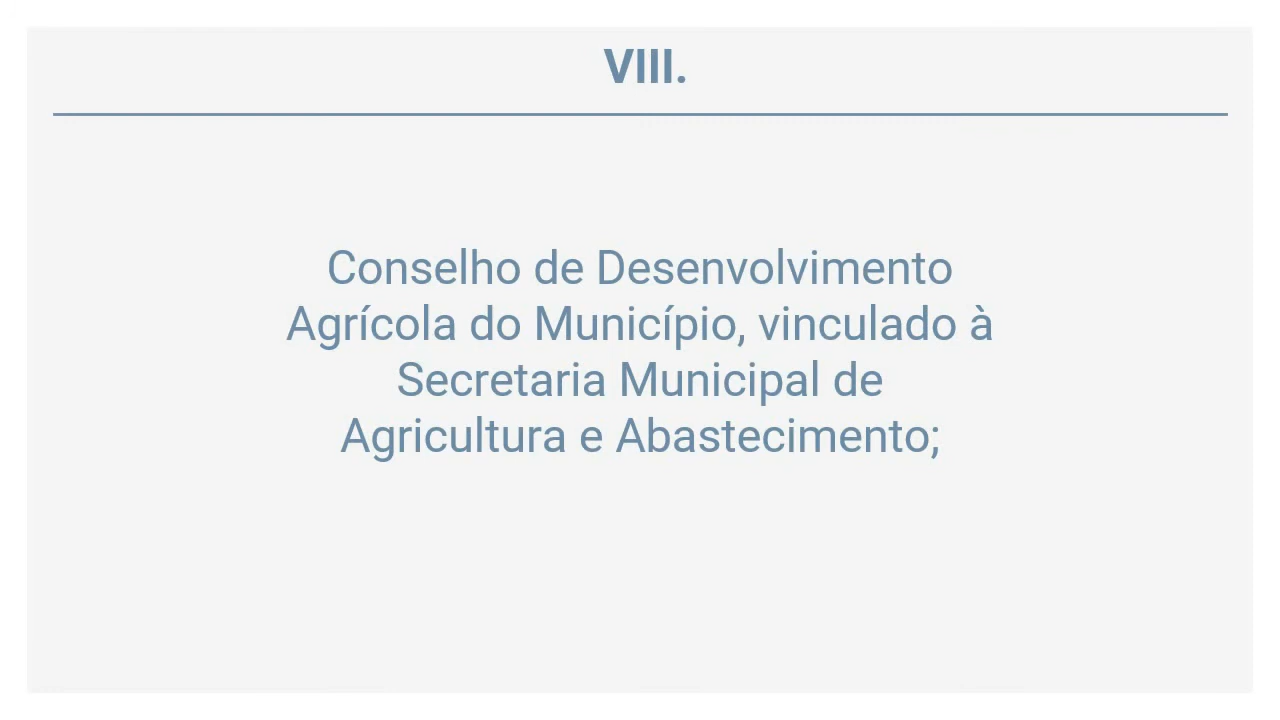 VIII.
Conselho de Desenvolvimento
Agrícola do Município, vinculado à
Secretaria Municipal de
Agricultura e Abastecimento;